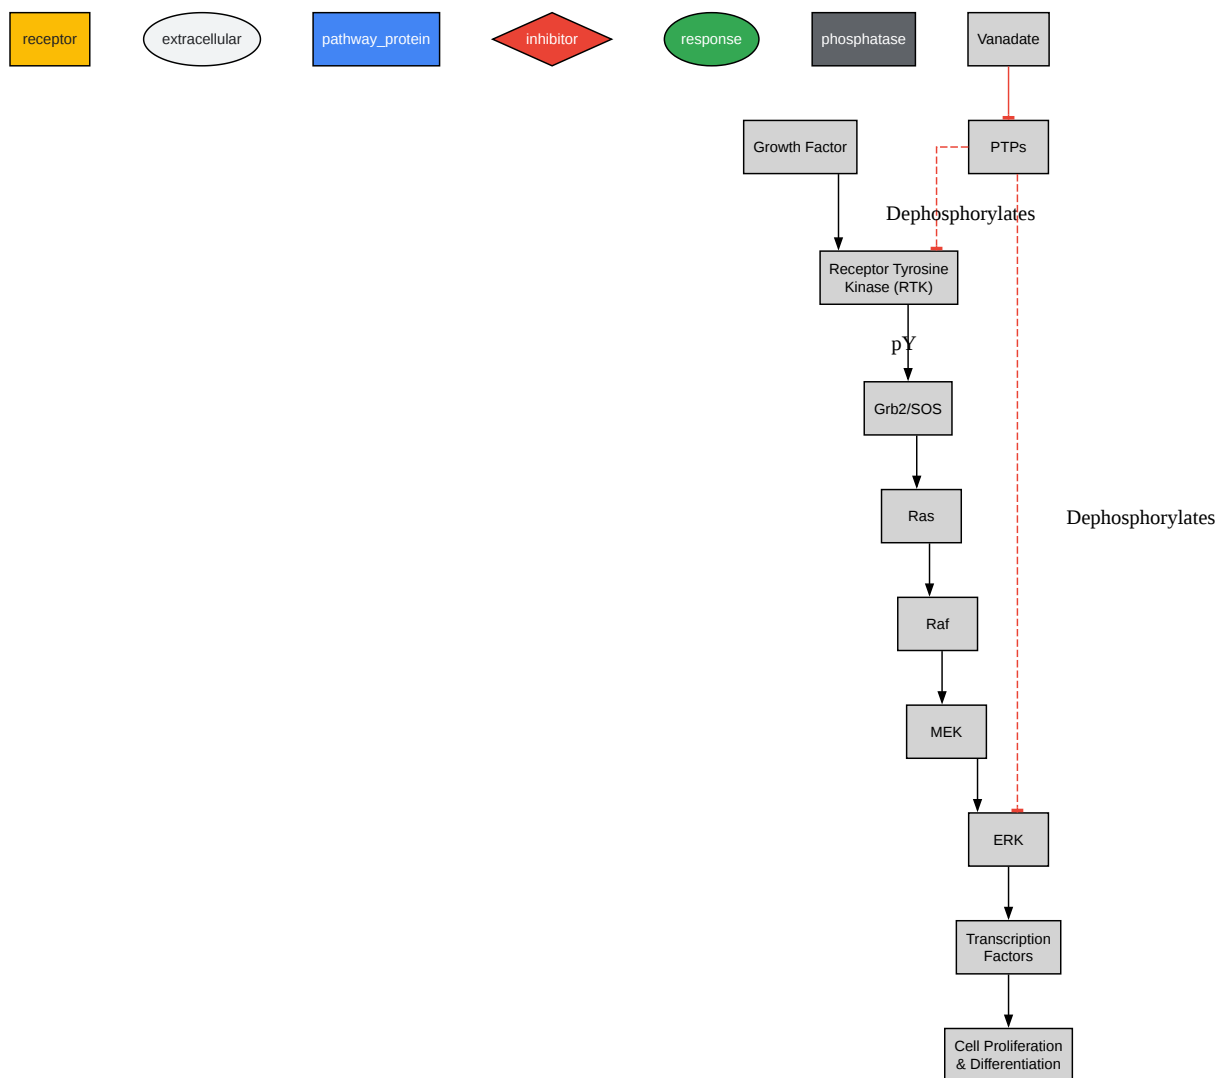 receptor
extracellular
pathway_protein
inhibitor
response
phosphatase
Vanadate
Growth Factor
PTPs
Dephosphorylates
Receptor Tyrosine
Kinase (RTK)
pY
Grb2/SOS
Ras
Dephosphorylates
Raf
MEK
ERK
Transcription
Factors
Cell Proliferation
& Differentiation